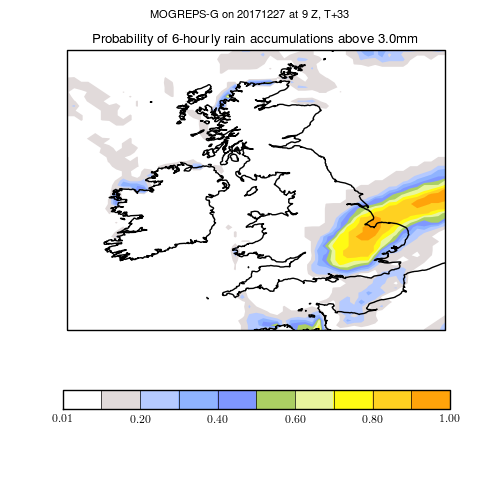 MOGREPS-G on 20171227 at 9 Z, T+33
Probability of 6-hourly rain accumulations above 3.0mm
0.01 0.20 0.40 0.60 0.80 1.00